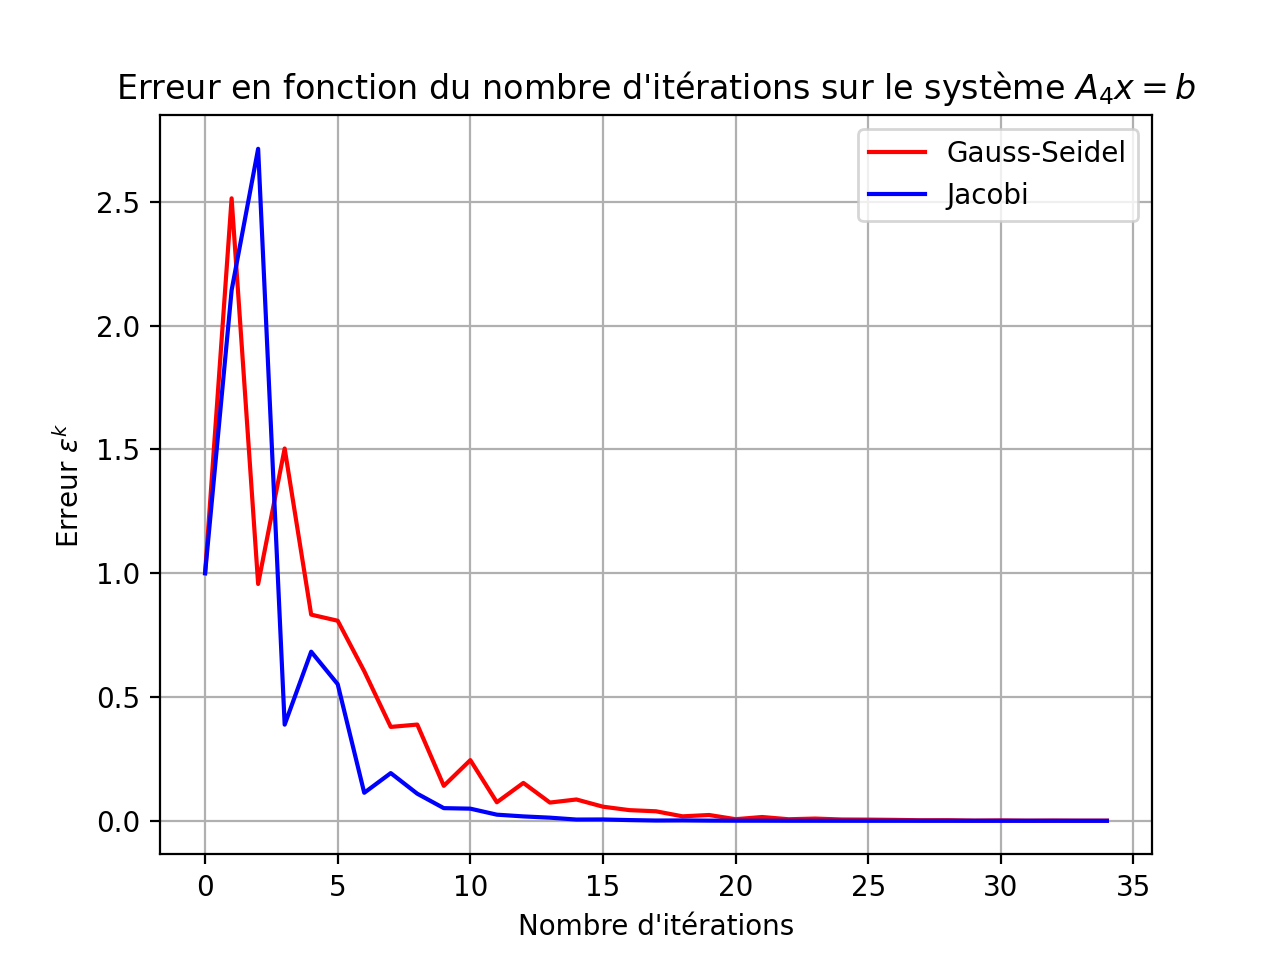 Erreur en fonction du nombre d'itérations sur le système $A_4x = b$
Gauss-Seidel
Jacobi
2.5
2.0
1.5
1.0
0.5
0.0
Erreur $\varepsilon^k$
0 5 10 15 20 25 30 35
Nombre d'itérations